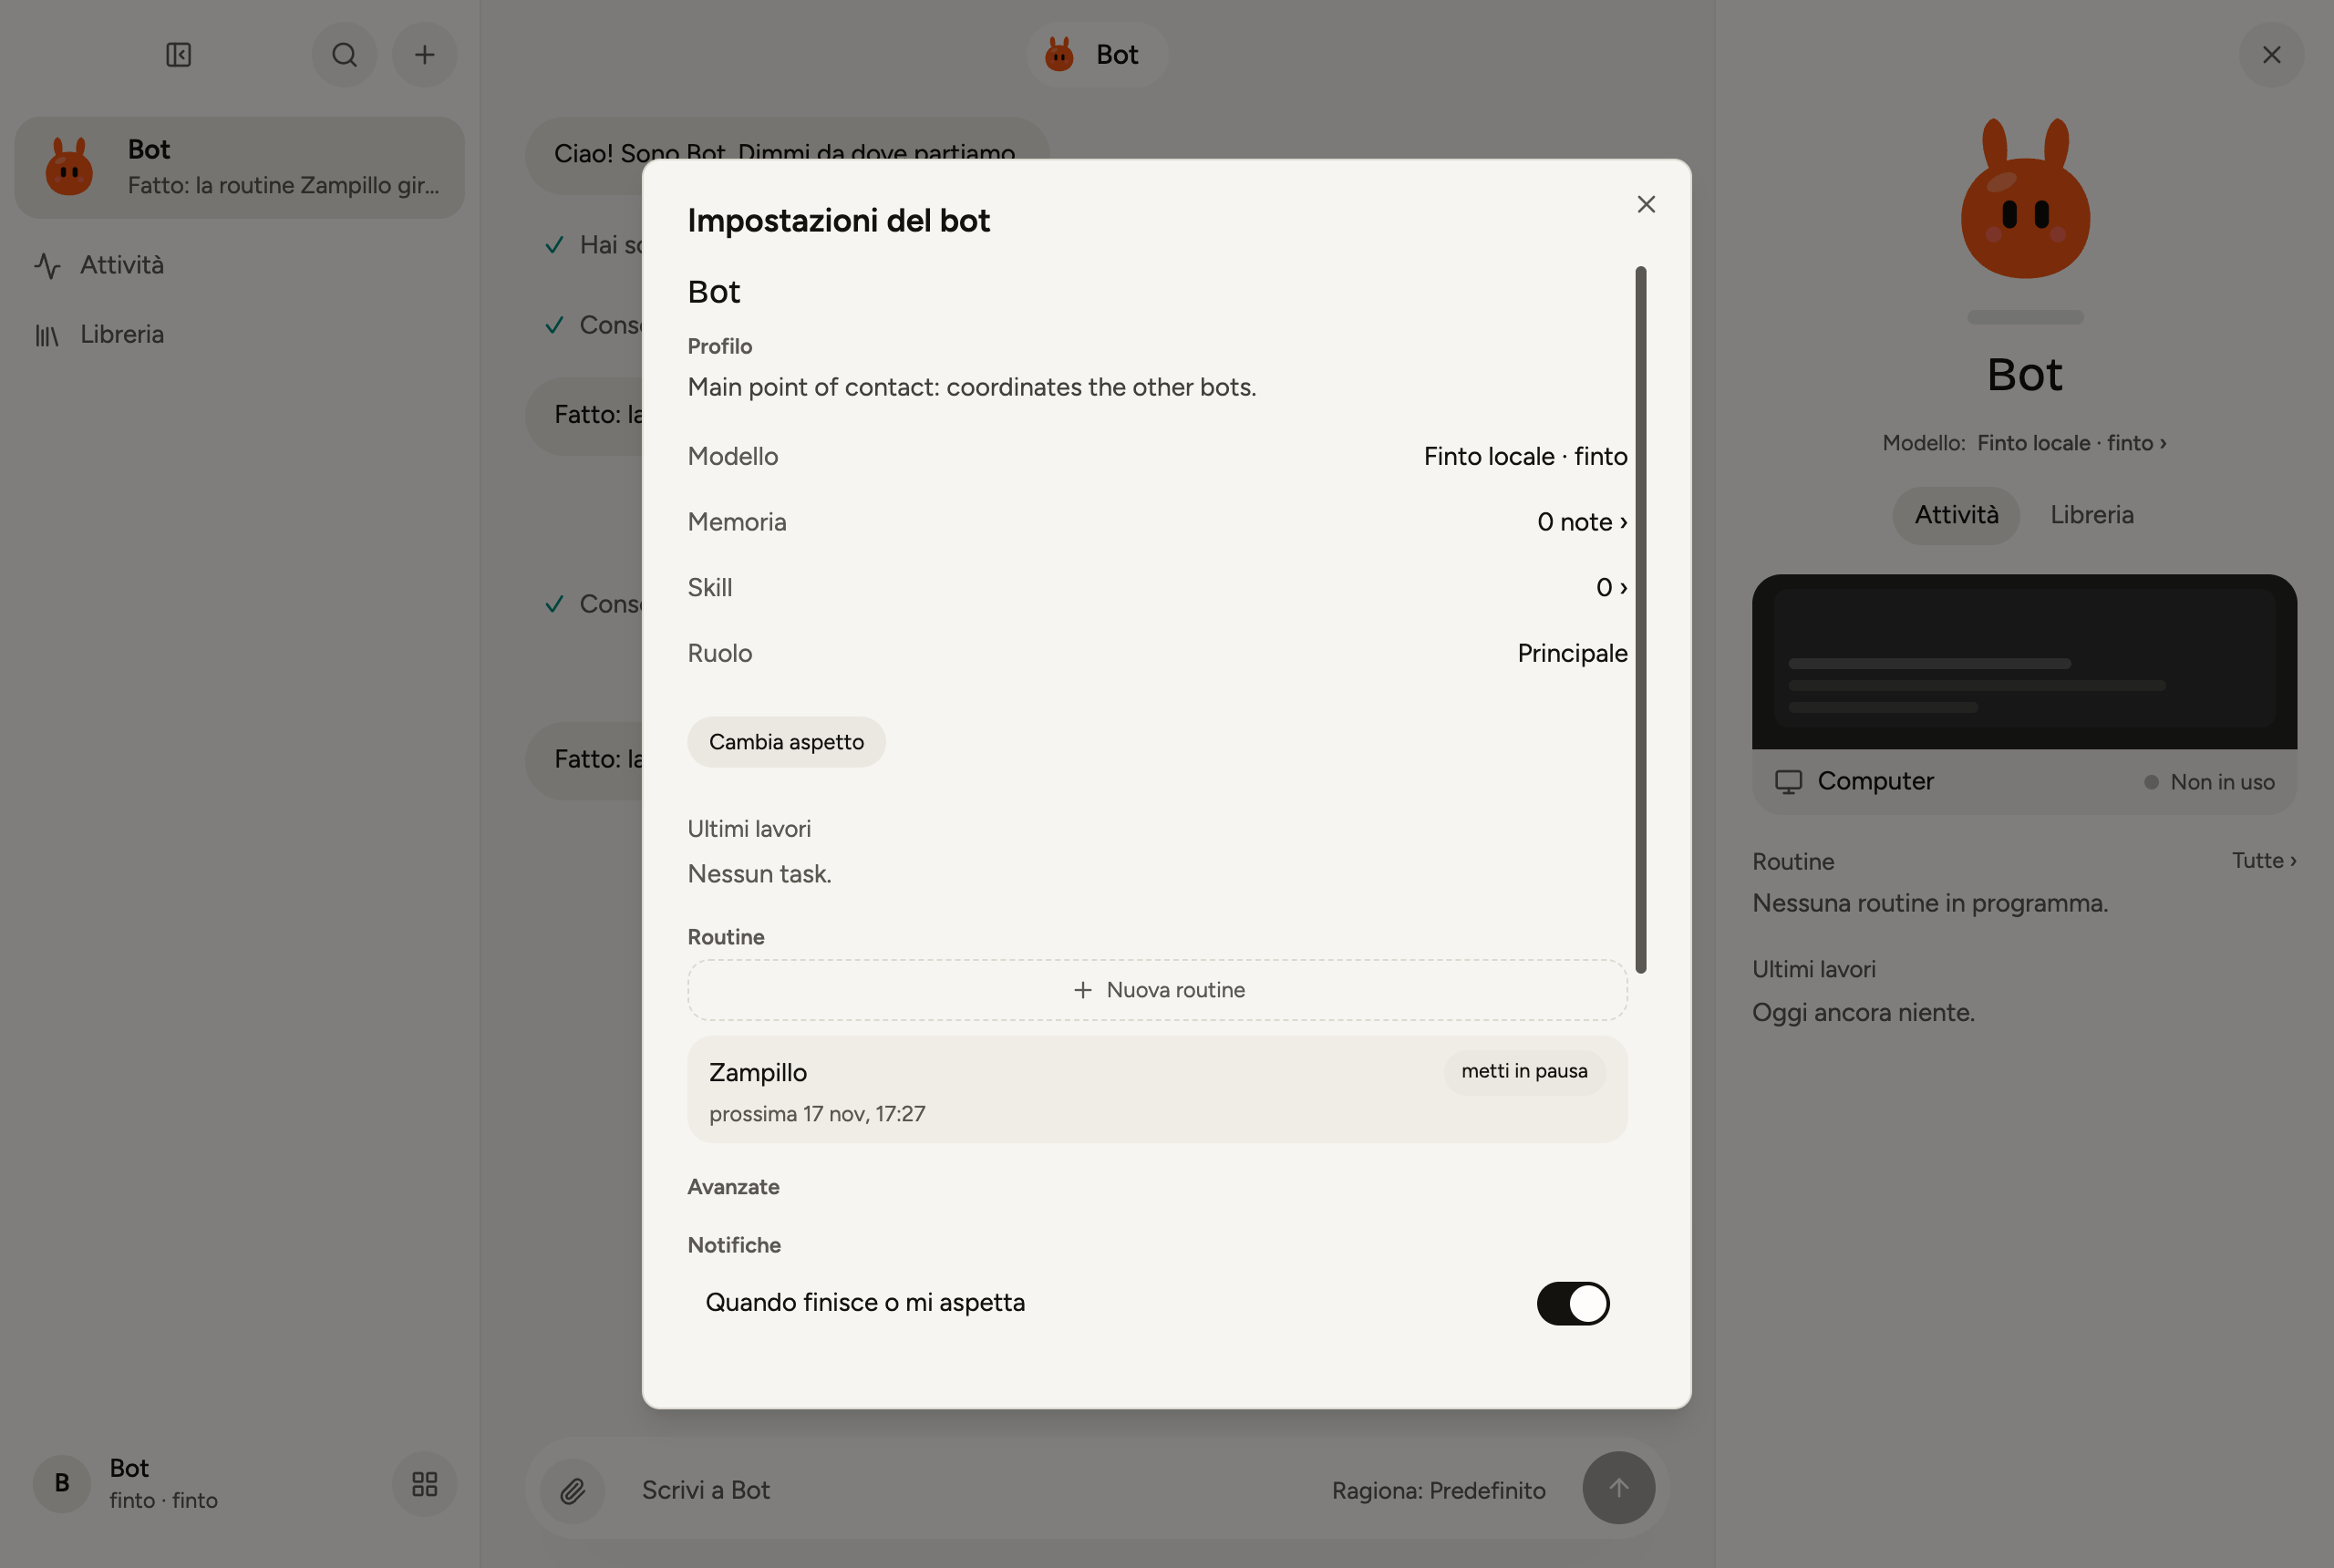 Bot
Fatto: la routine Zampillo gir...
Attività
Libreria
Bot
Ciao! Sono Bot. Dimmi da dove partiamo.
Hai
Fatto:
Fatto:
Impostazioni del bot
Bot
Profilo
Main point of contact: coordinates the other bots.
Modello Finto locale · finto
Memoria 0 note ›
Skill 0 ›
Ruolo Principale
Cambia aspetto
Ultimi lavori
Nessun task.
Routine
+ Nuova routine
Zampillo metti in pausa
prossima 17 nov, 17:27
Avanzate
Notifiche
Quando finisce o mi aspetta
Scrivi a Bot Ragiona: Predefinito
B Bot
finto · finto
Bot
Modello: Finto locale · finto ›
Attività Libreria
Computer Non in uso
Routine Tutte ›
Nessuna routine in programma.
Ultimi lavori
Oggi ancora niente.